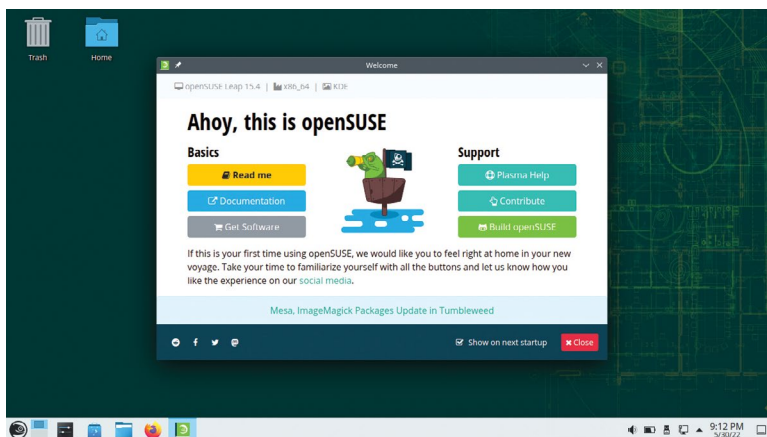 Trash
Home
Welcome
openSUSE Leap 15.4 | x86_64 | KDE
Ahoy, this is openSUSE
Basics
Support
Read me
Plasma Help
Documentation
Contribute
Get Software
Build openSUSE
If this is your first time using openSUSE, we would like you to feel right at home in your new
voyage. Take your time to familiarize yourself with all the buttons and let us know how you
like the experience on our social media.
Mesa, ImageMagick Packages Update in Tumbleweed
Show on next startup
Close
9:12 PM
5/30/22